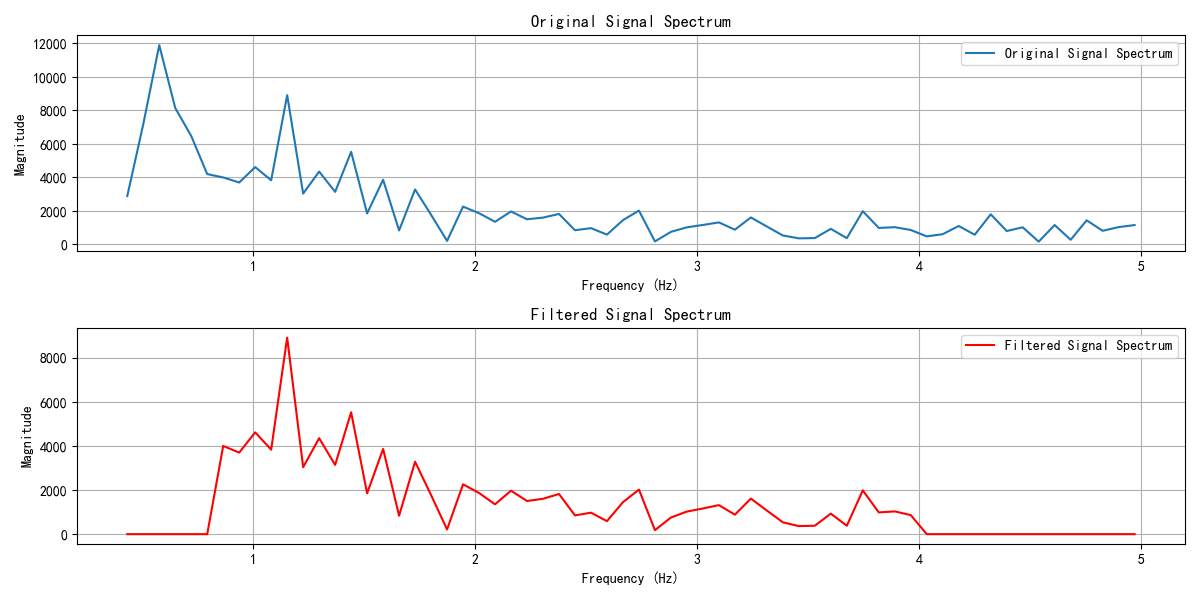 Original Signal Spectrum
Original Signal Spectrum
Magnitude
12000
10000
8000
6000
4000
2000
0
1 2 3 4 5
Frequency (Hz)
Filtered Signal Spectrum
Filtered Signal Spectrum
Magnitude
8000
6000
4000
2000
0
1 2 3 4 5
Frequency (Hz)